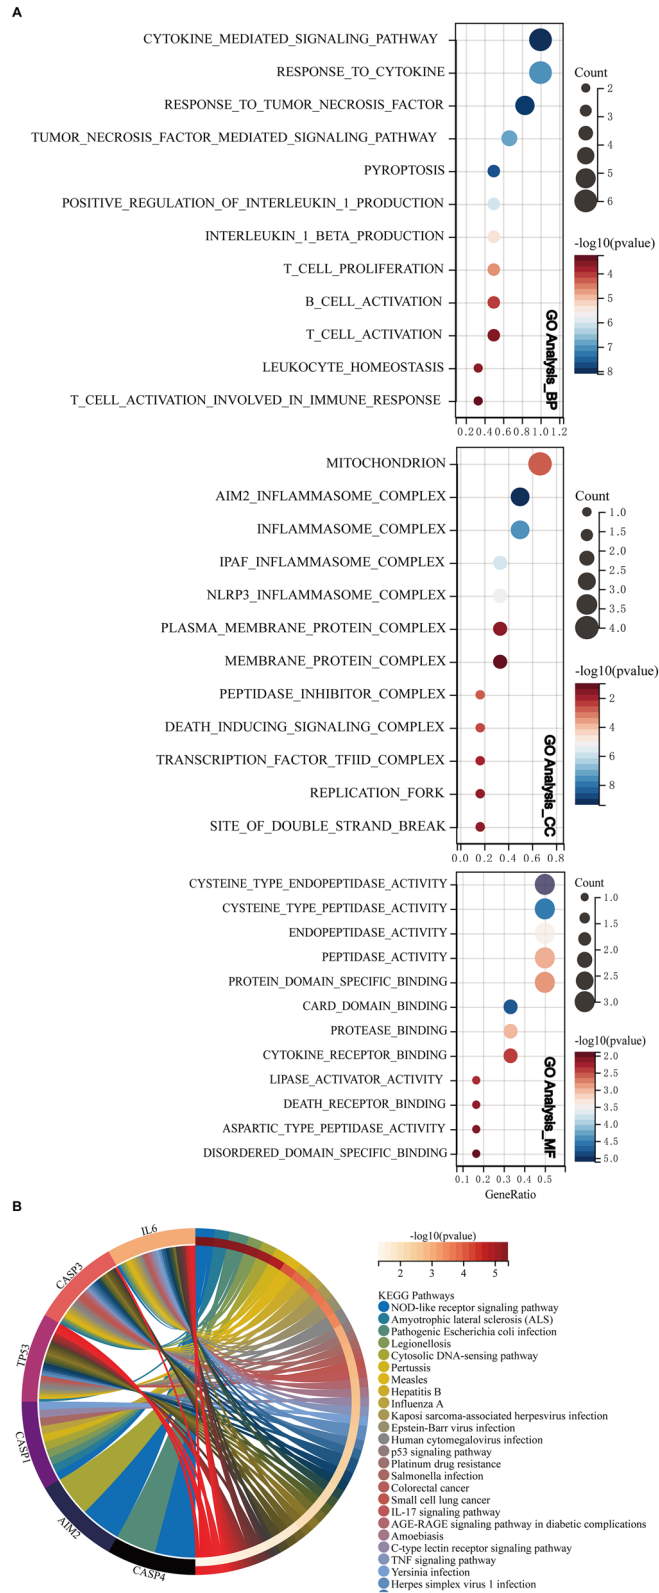 A
CYTOKINE_MEDIATED_SIGNALING_PATHWAY
RESPONSE_TO_CYTOKINE
RESPONSE_TO_TUMOR_NECROSIS_FACTOR
TUMOR_NECROSIS_FACTOR_MEDIATED_SIGNALING_PATHWAY
PYROPTOSIS
POSITIVE_REGULATION_OF_INTERLEUKIN_1_PRODUCTION
INTERLEUKIN_1_BETA_PRODUCTION
T_CELL_PROLIFERATION
B_CELL_ACTIVATION
T_CELL_ACTIVATION
LEUKOCYTE_HOMEOSTASIS
T_CELL_ACTIVATION_INVOLVED_IN_IMMUNE_RESPONSE
0.2 0.4 0.6 0.8 1.0 1.2
GO Analysis_BP
Count
2
3
4
5
6
-log10(pvalue)
4
5
6
7
8
MITOCHONDRION
AIM2_INFLAMMASOME_COMPLEX
INFLAMMASOME_COMPLEX
IPAF_INFLAMMASOME_COMPLEX
NLRP3_INFLAMMASOME_COMPLEX
PLASMA_MEMBRANE_PROTEIN_COMPLEX
MEMBRANE_PROTEIN_COMPLEX
PEPTIDASE_INHIBITOR_COMPLEX
DEATH_INDUCING_SIGNALING_COMPLEX
TRANSCRIPTION_FACTOR_TFIID_COMPLEX
REPLICATION_FORK
SITE_OF_DOUBLE_STRAND_BREAK
0.0 0.2 0.4 0.6 0.8
GO Analysis_CC
Count
1.0
1.5
2.0
2.5
3.0
3.5
4.0
-log10(pvalue)
2
4
6
8
CYSTEINE_TYPE_ENDOPEPTIDASE_ACTIVITY
CYSTEINE_TYPE_PEPTIDASE_ACTIVITY
ENDOPEPTIDASE_ACTIVITY
PEPTIDASE_ACTIVITY
PROTEIN_DOMAIN_SPECIFIC_BINDING
CARD_DOMAIN_BINDING
PROTEASE_BINDING
CYTOKINE_RECEPTOR_BINDING
LIPASE_ACTIVATOR_ACTIVITY
DEATH_RECEPTOR_BINDING
ASPARTIC_TYPE_PEPTIDASE_ACTIVITY
DISORDERED_DOMAIN_SPECIFIC_BINDING
0.1 0.2 0.3 0.4 0.5
GeneRatio
GO Analysis_MF
Count
1.0
1.5
2.0
2.5
3.0
-log10(pvalue)
2.0
2.5
3.0
3.5
4.0
4.5
5.0
B
IL6
CASP3
TP53
CASP1
AIM2
CASP4
-log10(pvalue)
2 3 4 5
KEGG Pathways
NOD-like receptor signaling pathway
Amyotrophic lateral sclerosis (ALS)
Pathogenic Escherichia coli infection
Legionellosis
Cytosolic DNA-sensing pathway
Pertussis
Measles
Hepatitis B
Influenza A
Kaposi sarcoma-associated herpesvirus infection
Epstein-Barr virus infection
Human cytomegalovirus infection
p53 signaling pathway
Platinum drug resistance
Salmonella infection
Colorectal cancer
Small cell lung cancer
IL-17 signaling pathway
AGE-RAGE signaling pathway in diabetic complications
Amoebiasis
C-type lectin receptor signaling pathway
TNF signaling pathway
Yersinia infection
Herpes simplex virus 1 infection